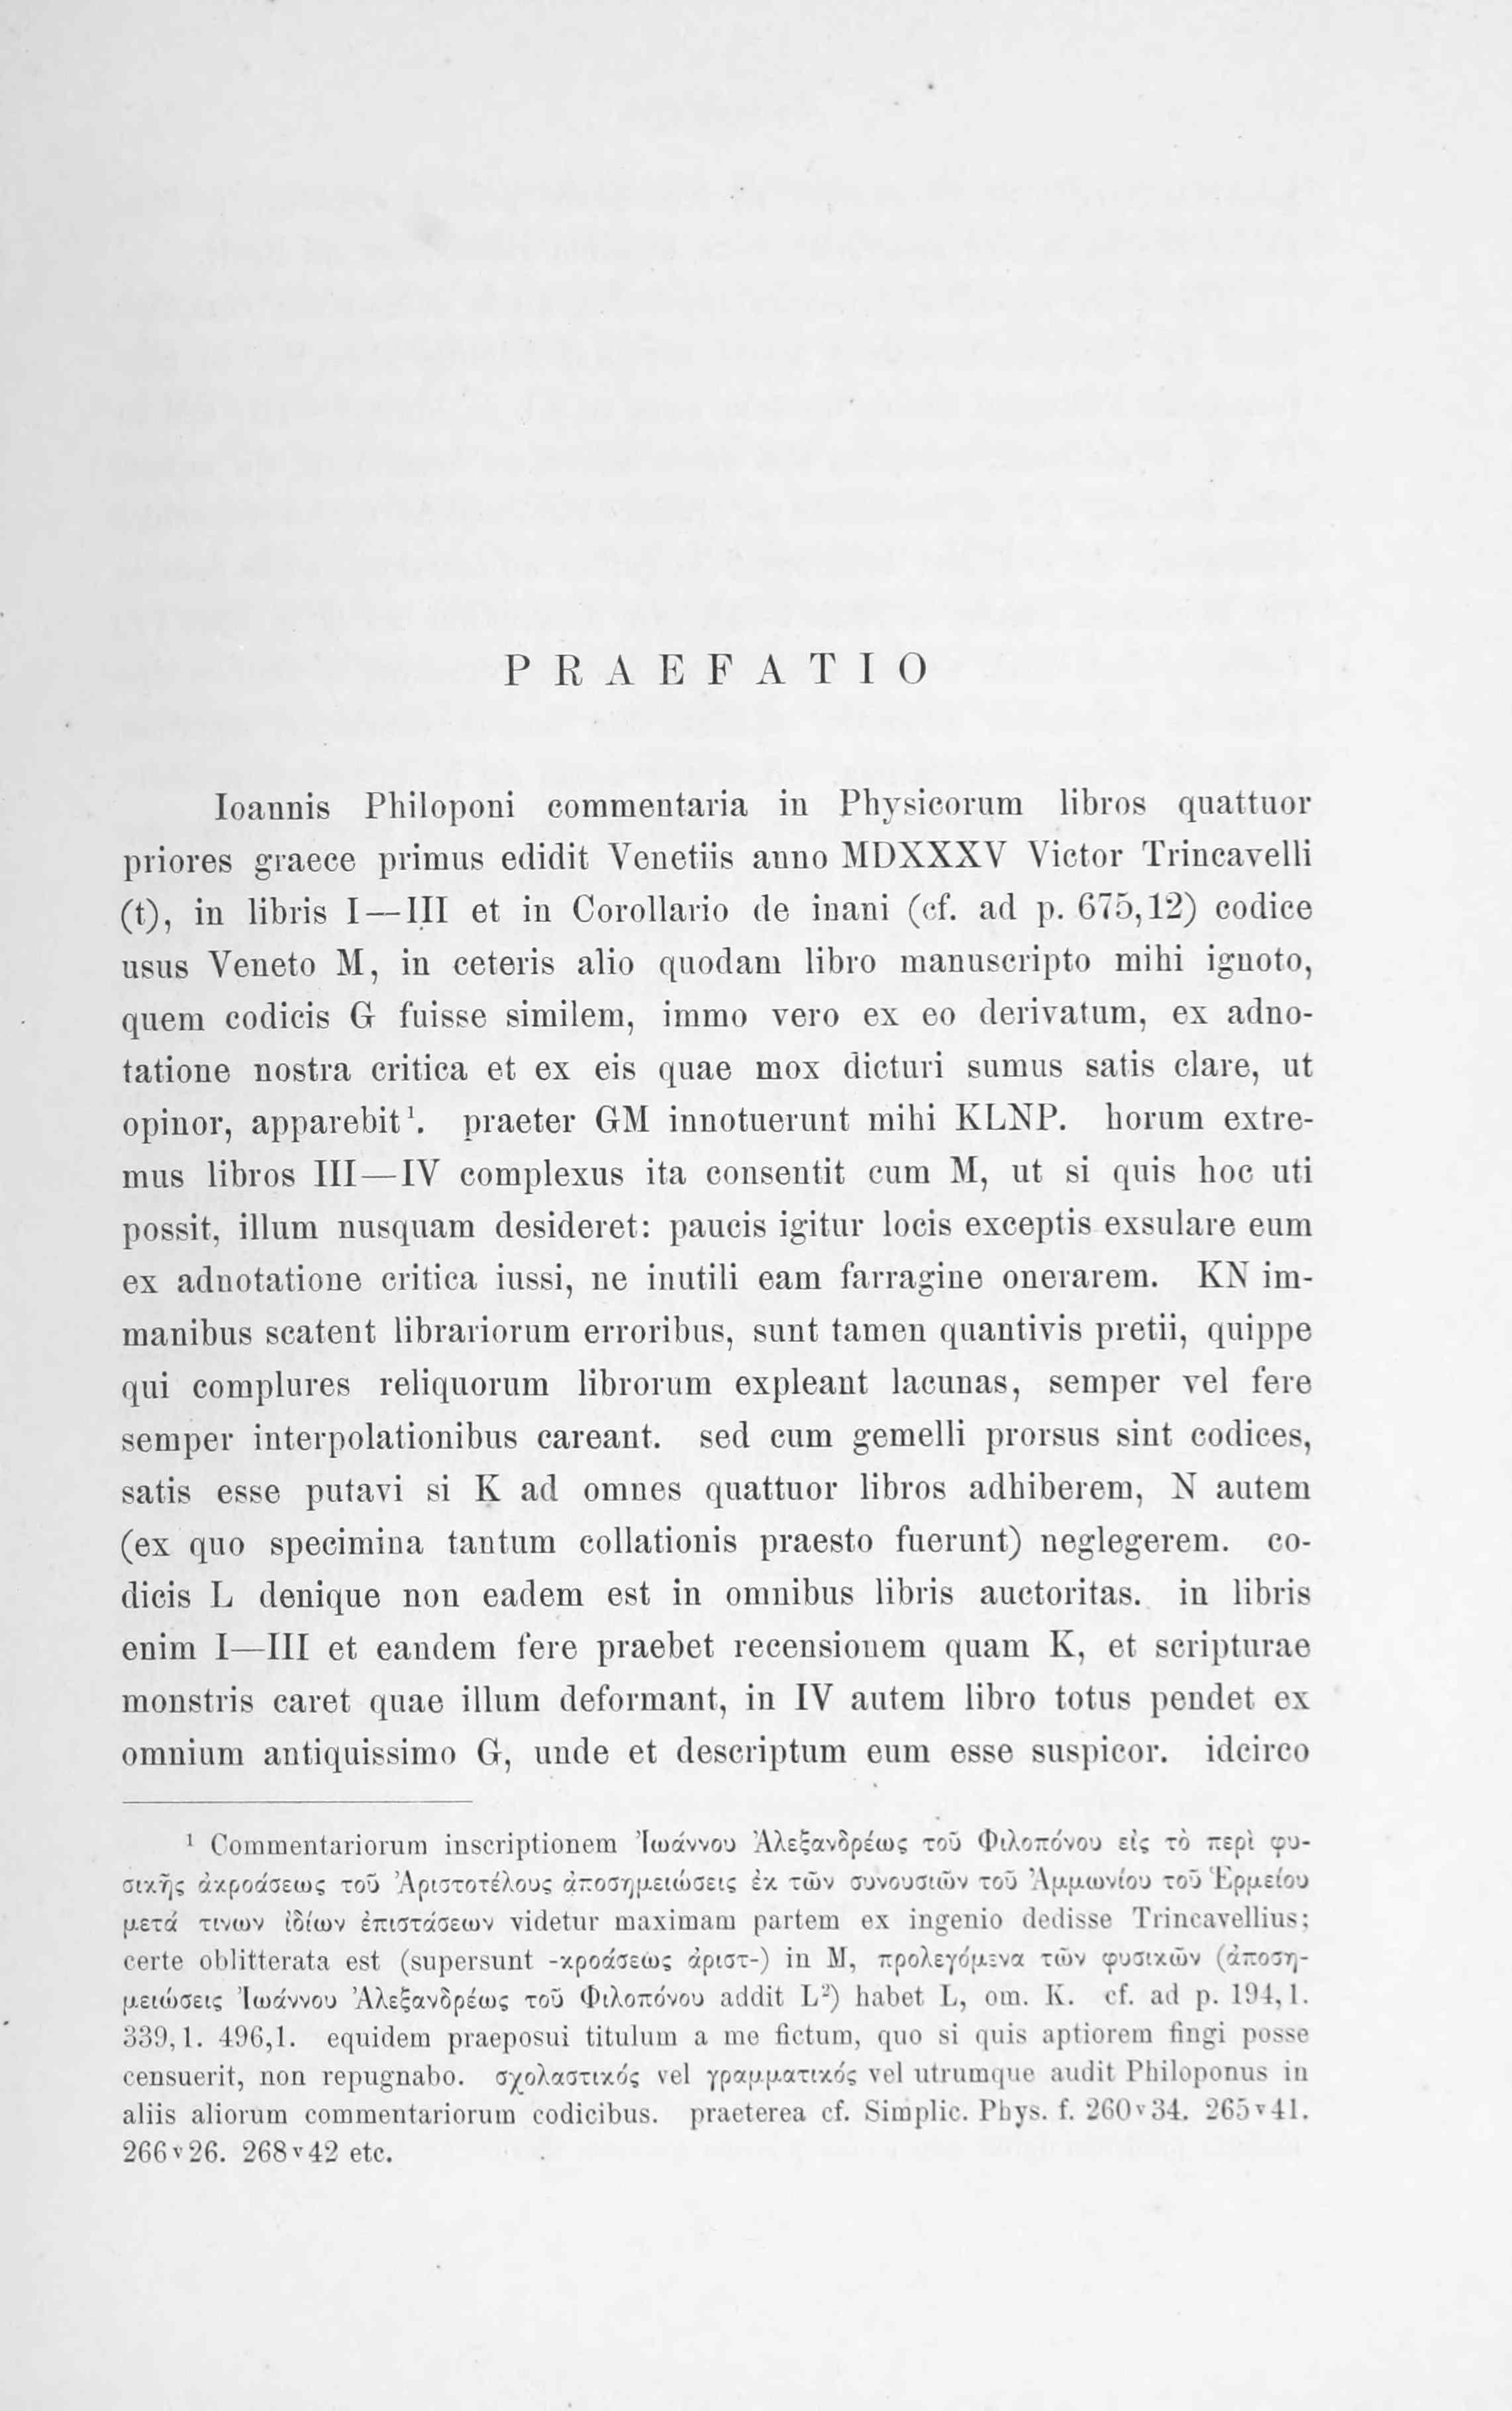 PRAEFATIO
Ioannis Philoponi commentaria in Physicorum libros quattuor
priores graece primus edidit Venetiis anno MDXXXV Victor Trincavelli
(t), in libris I—III et in Corollario de inani (cf. ad p. 675,12) codice
usus Veneto M, in ceteris alio quodam libro manuscripto mihi ignoto,
quem codicis G fuisse similem, immo vero ex eo derivatum, ex adno-
tatione nostra critica et ex eis quae mox dicturi sumus satis clare, ut
opinor, apparebit¹. praeter GM innotuerunt mihi KLNP. horum extre-
mus libros III—IV complexus ita consentit cum M, ut si quis hoc uti
possit, illum nusquam desideret: paucis igitur locis exceptis exsulare eum
ex adnotatione critica iussi, ne inutili eam farragine onerarem. KN im-
manibus scatent librariorum erroribus, sunt tamen quantivis pretii, quippe
qui complures reliquorum librorum expleant lacunas, semper vel fere
semper interpolationibus careant. sed cum gemelli prorsus sint codices,
satis esse putavi si K ad omnes quattuor libros adhiberem, N autem
(ex quo specimina tantum collationis praesto fuerunt) neglegerem. co-
dicis L denique non eadem est in omnibus libris auctoritas. in libris
enim I—III et eandem fere praebet recensionem quam K, et scripturae
monstris caret quae illum deformant, in IV autem libro totus pendet ex
omnium antiquissimo G, unde et descriptum eum esse suspicor. idcirco
¹ Commentariorum inscriptionem Ἰωάννου Ἀλεξανδρέως τοῦ Φιλοπόνου εἰς τὸ περὶ φυ-
σικῆς ἀκροάσεως τοῦ Ἀριστοτέλους ἀποσημειώσεις ἐκ τῶν συνουσιῶν τοῦ Ἀμμωνίου τοῦ Ἑρμείου
μετά τινων ἰδίων ἐπιστάσεων videtur maximam partem ex ingenio dedisse Trincavellius;
certe oblitterata est (supersunt -κροάσεως ἀριστ-) in M, προλεγόμενα τῶν φυσικῶν (ἀποση-
μειώσεις Ἰωάννου Ἀλεξανδρέως τοῦ Φιλοπόνου addit L²) habet L, om. K. cf. ad p. 194,1.
339,1. 496,1. equidem praeposui titulum a me fictum, quo si quis aptiorem fingi posse
censuerit, non repugnabo. σχολαστικός vel γραμματικός vel utrumque audit Philoponus in
aliis aliorum commentariorum codicibus. praeterea cf. Simplic. Phys. f. 260ᵛ34. 265ᵛ41.
266ᵛ26. 268ᵛ42 etc.